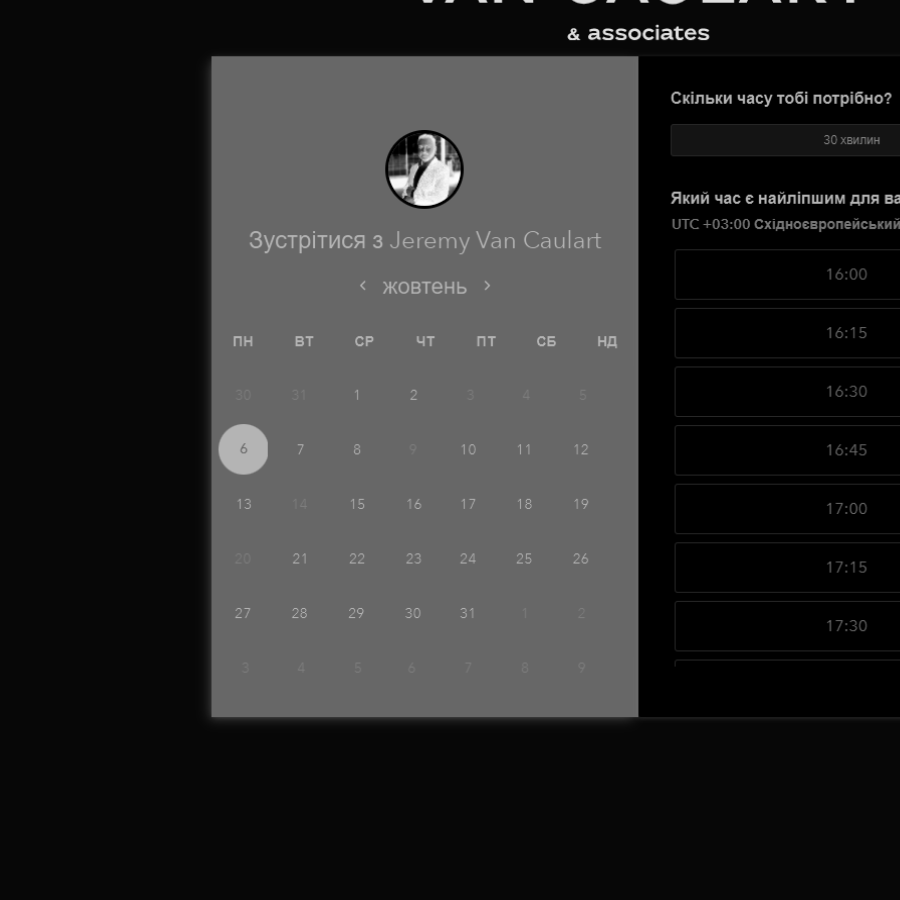 VAN CAULART
& associates
Зустрітися з Jeremy Van Caulart
жовтень
ПН ВТ СР ЧТ ПТ СБ НД
30 31 1 2 3 4 5
6 7 8 9 10 11 12
13 14 15 16 17 18 19
20 21 22 23 24 25 26
27 28 29 30 31 1 2
3 4 5 6 7 8 9
Скільки часу тобі потрібно?
30 хвилин
Який час є найліпшим для ва
UTC +03:00 Східноєвропейський
16:00
16:15
16:30
16:45
17:00
17:15
17:30